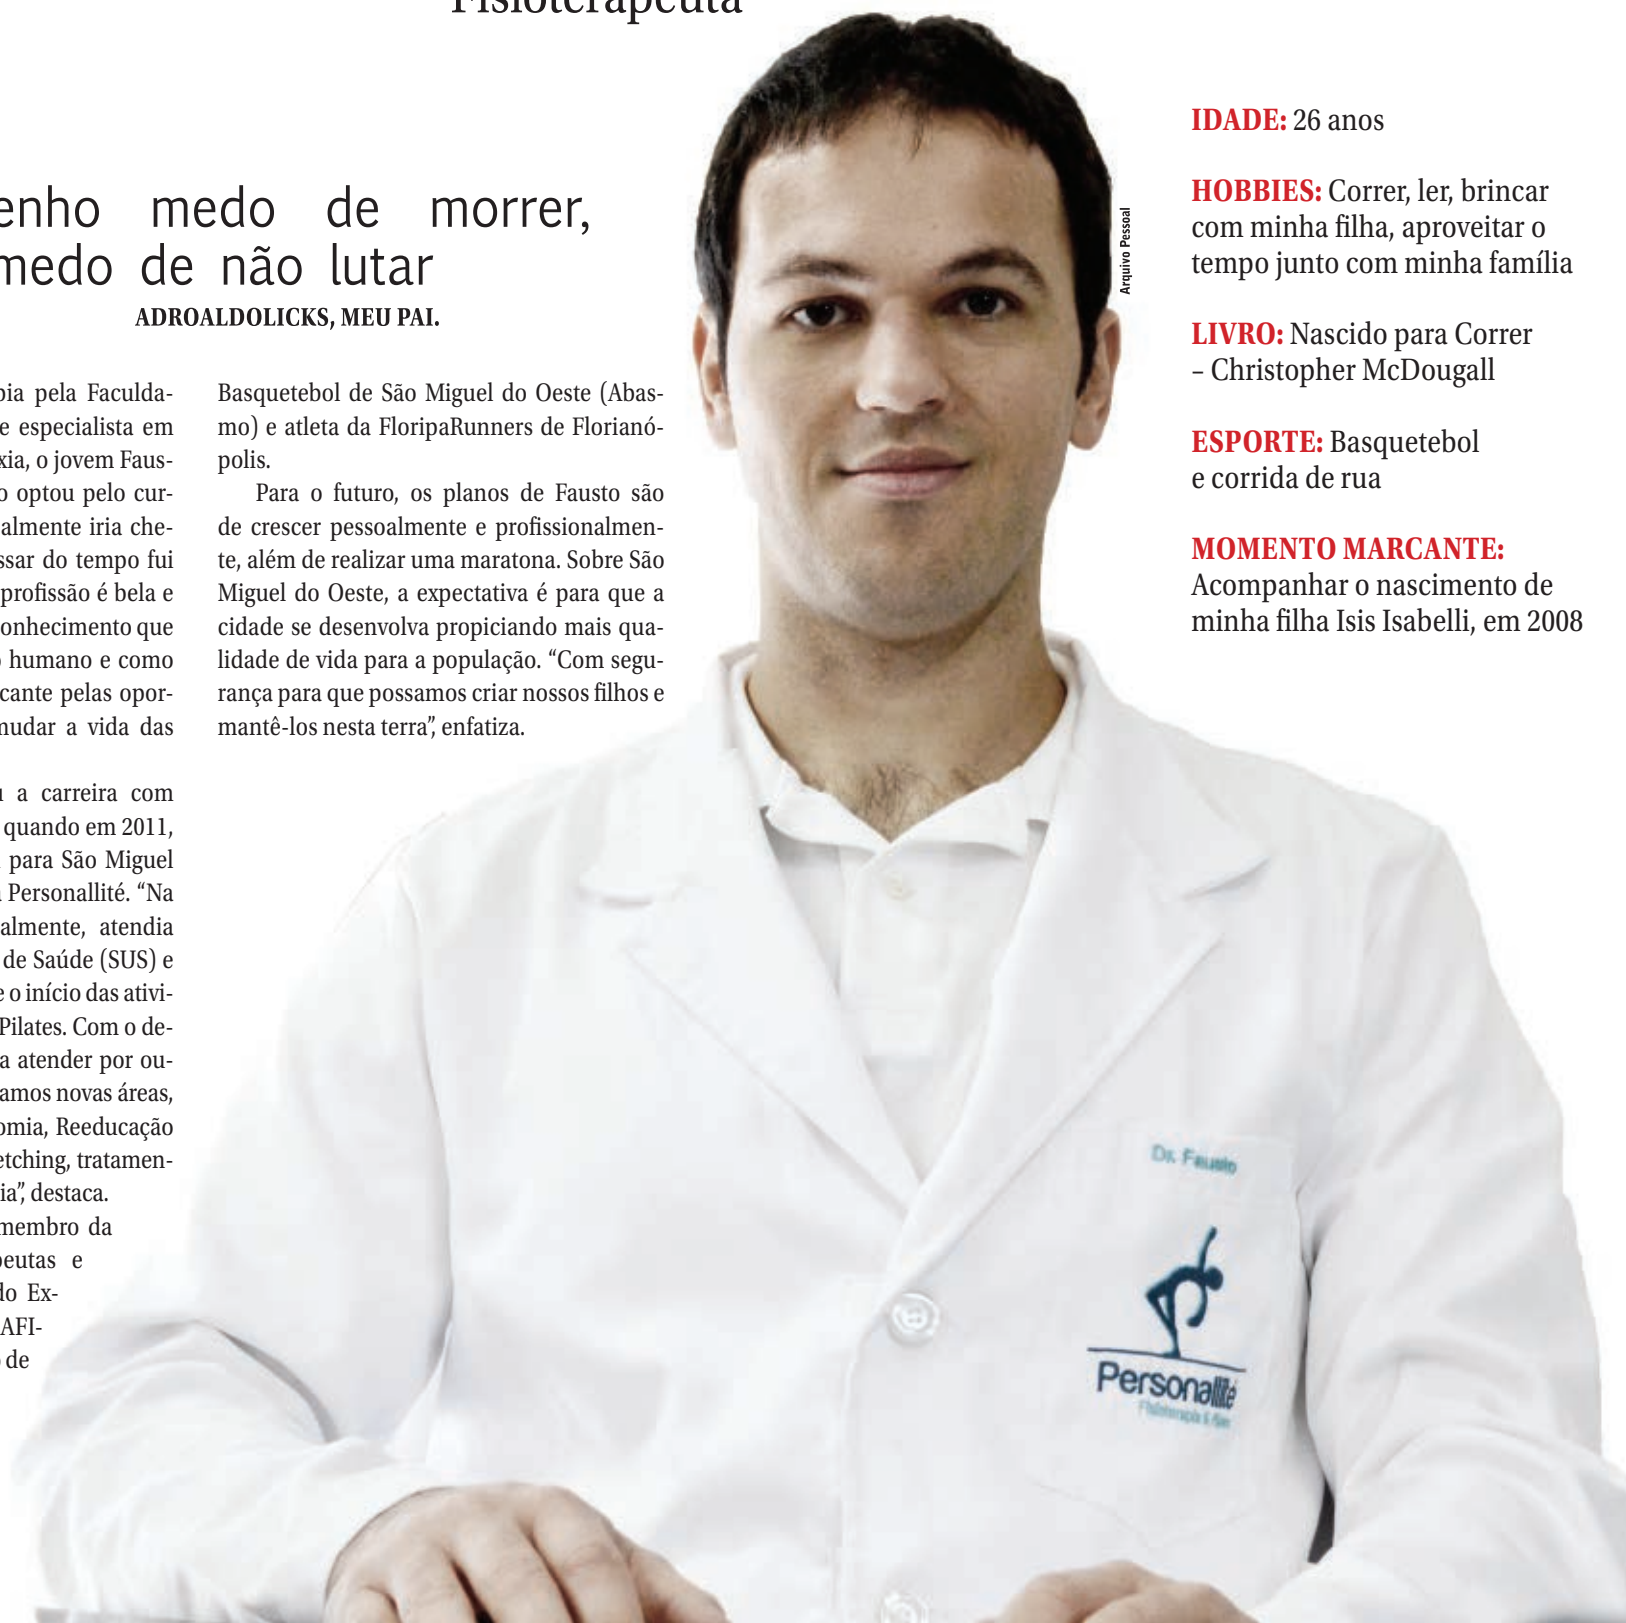 Fisioterapeuta
enho medo de morrer,
medo de não lutar
ADROALDOLICKS, MEU PAI.
pia pela Faculda-
e especialista em
xia, o jovem Faus-
o optou pelo cur-
almente iria che-
ssar do tempo fui
profissão é bela e
onhecimento que
o humano e como
cante pelas opor-
mudar a vida das
u a carreira com
quando em 2011,
para São Miguel
a Personallité. “Na
almente, atendia
de Saúde (SUS) e
e o início das ativi-
Pilates. Com o de-
a atender por ou-
amos novas áreas,
omia, Reeducação
etching, tratamen-
ia”, destaca.
membro da
peutas e
do Ex-
AFI-
o de
Basquetebol de São Miguel do Oeste (Abas-
mo) e atleta da FloripaRunners de Florianó-
polis.
Para o futuro, os planos de Fausto são
de crescer pessoalmente e profissionalmen-
te, além de realizar uma maratona. Sobre São
Miguel do Oeste, a expectativa é para que a
cidade se desenvolva propiciando mais qua-
lidade de vida para a população. “Com segu-
rança para que possamos criar nossos filhos e
mantê-los nesta terra”, enfatiza.
Arquivo Pessoal
IDADE: 26 anos
HOBBIES: Correr, ler, brincar
com minha filha, aproveitar o
tempo junto com minha família
LIVRO: Nascido para Correr
– Christopher McDougall
ESPORTE: Basquetebol
e corrida de rua
MOMENTO MARCANTE:
Acompanhar o nascimento de
minha filha Isis Isabelli, em 2008
Dr. Fausto
Personallité
Fisioterapia &